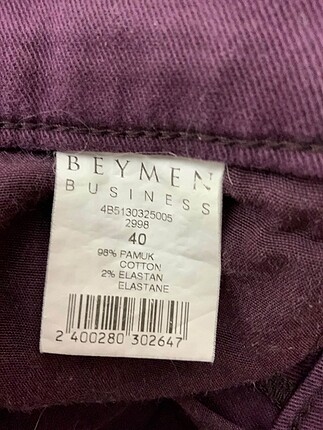 BEYMEN
BUSINESS
4B5130325005
2998
40
98% PAMUK
COTTON
2% ELASTAN
ELASTANE
2 400280 302647